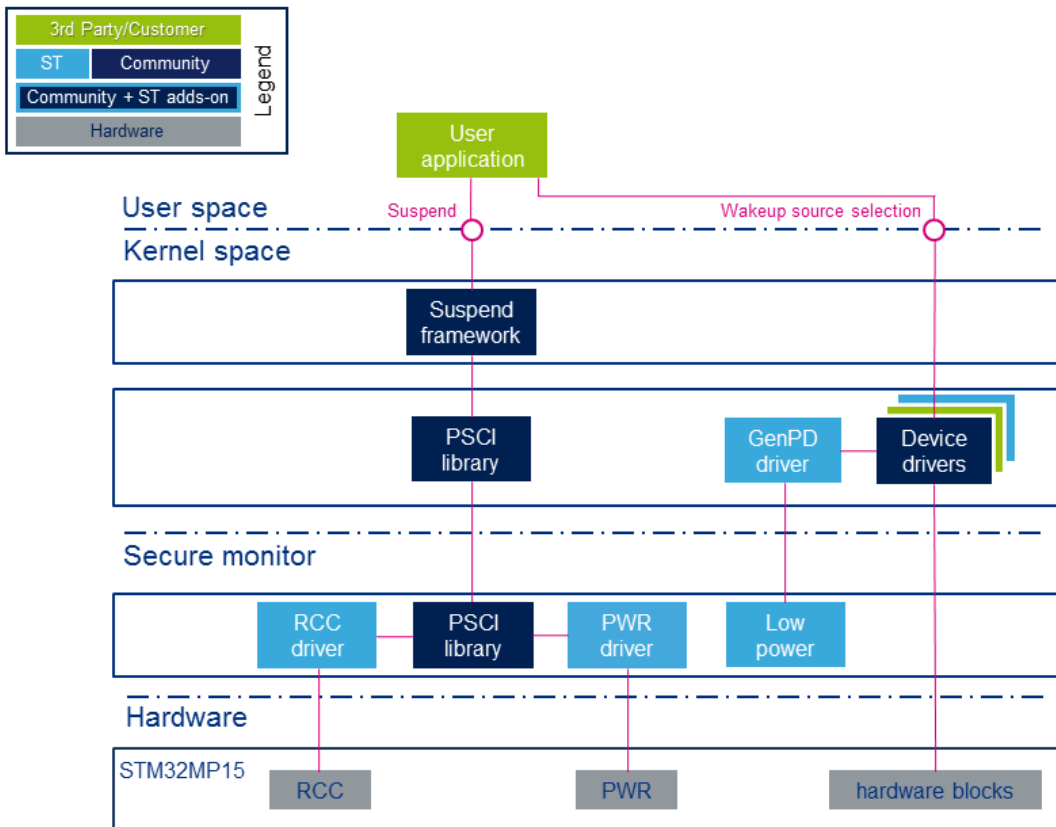 3rd Party/Customer
ST
Community
Community + ST adds-on
Hardware
Legend
User
application
User space
Suspend
Wakeup source selection
Kernel space
Suspend
framework
PSCI
library
GenPD
driver
Device
drivers
Secure monitor
RCC
driver
PSCI
library
PWR
driver
Low
power
Hardware
STM32MP15
RCC
PWR
hardware blocks